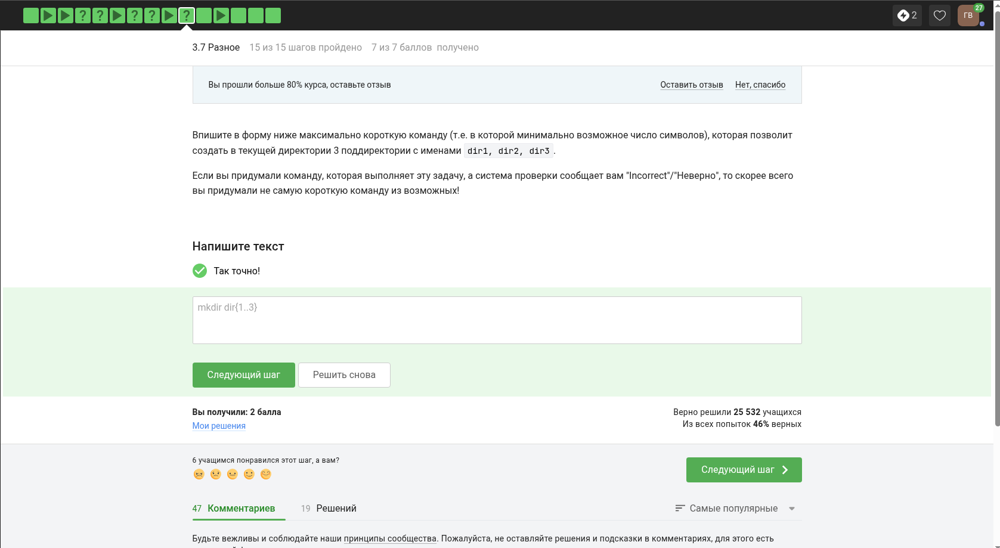 2
ГВ
27
3.7 Разное 15 из 15 шагов пройдено 7 из 7 баллов получено
Вы прошли больше 80% курса, оставьте отзыв Оставить отзыв Нет, спасибо
Впишите в форму ниже максимально короткую команду (т.е. в которой минимально возможное число символов), которая позволит
создать в текущей директории 3 поддиректории с именами dir1, dir2, dir3.
Если вы придумали команду, которая выполняет эту задачу, а система проверки сообщает вам "Incorrect"/"Неверно", то скорее всего
вы придумали не самую короткую команду из возможных!
Напишите текст
Так точно!
mkdir dir{1..3}
Следующий шаг Решить снова
Вы получили: 2 балла Верно решили 25 532 учащихся
Мои решения Из всех попыток 46% верных
6 учащимся понравился этот шаг, а вам?
Следующий шаг
47 Комментариев 19 Решений Самые популярные
Будьте вежливы и соблюдайте наши принципы сообщества. Пожалуйста, не оставляйте решения и подсказки в комментариях, для этого есть